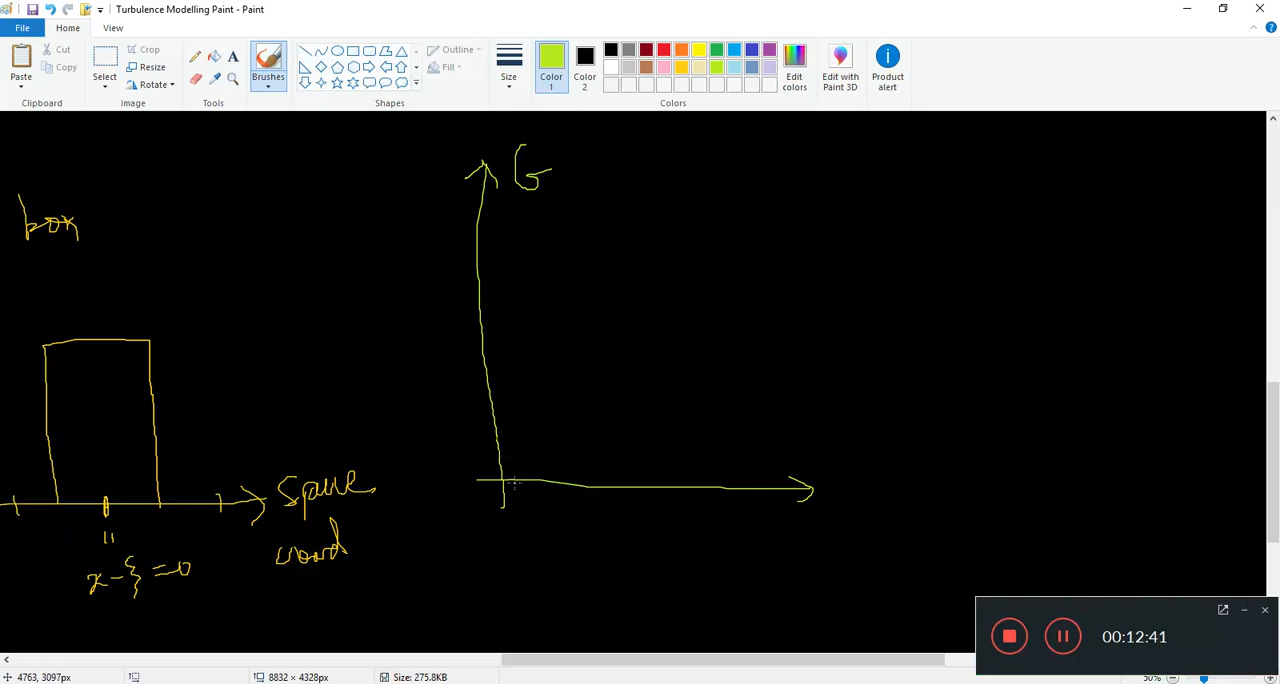 Turbulence Modelling Paint - Paint
File
Home
View
Paste
Cut
Copy
Clipboard
Select
Crop
Resize
Rotate
Image
A
Tools
Brushes
Outline
Fill
Shapes
Size
Color 1
Color 2
Edit colors
Colors
Edit with Paint 3D
Product alert
box
G
x - ξ = 0
00:12:41
4763, 3097px
8832 × 4328px
Size: 275.8KB
50%